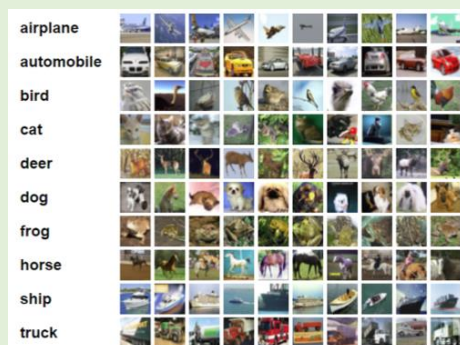 airplane
automobile
bird
cat
deer
dog
frog
horse
ship
truck